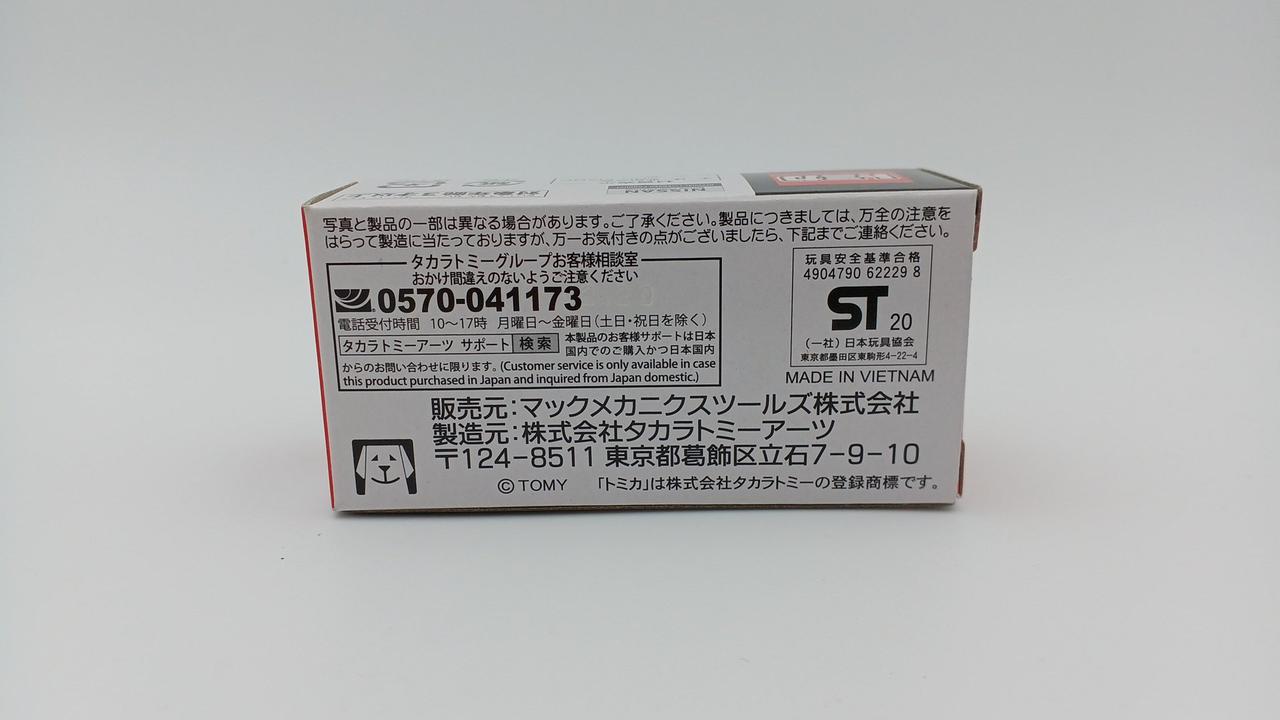 NISSAN
対象年齢3才以上
写真と製品の一部は異なる場合があります。ご了承ください。製品につきましては、万全の注意を
はらって製造に当たっておりますが、万一お気付きの点がございましたら、下記までご連絡ください。
タカラトミーグループお客様相談室
おかけ間違えのないようご注意ください
0570-041173
電話受付時間 10〜17時 月曜日〜金曜日(土日・祝日を除く)
タカラトミーアーツ サポート 検索
本製品のお客様サポートは日本
国内でのご購入かつ日本国内
からのお問い合わせに限ります。(Customer service is only available in case
this product purchased in Japan and inquired from Japan domestic.)
玩具安全基準合格
4904790 62229 8
ST 20
(一社)日本玩具協会
東京都墨田区東駒形4-22-4
MADE IN VIETNAM
販売元:マックメカニクスツールズ株式会社
製造元:株式会社タカラトミーアーツ
〒124-8511 東京都葛飾区立石7-9-10
© TOMY 「トミカ」は株式会社タカラトミーの登録商標です。